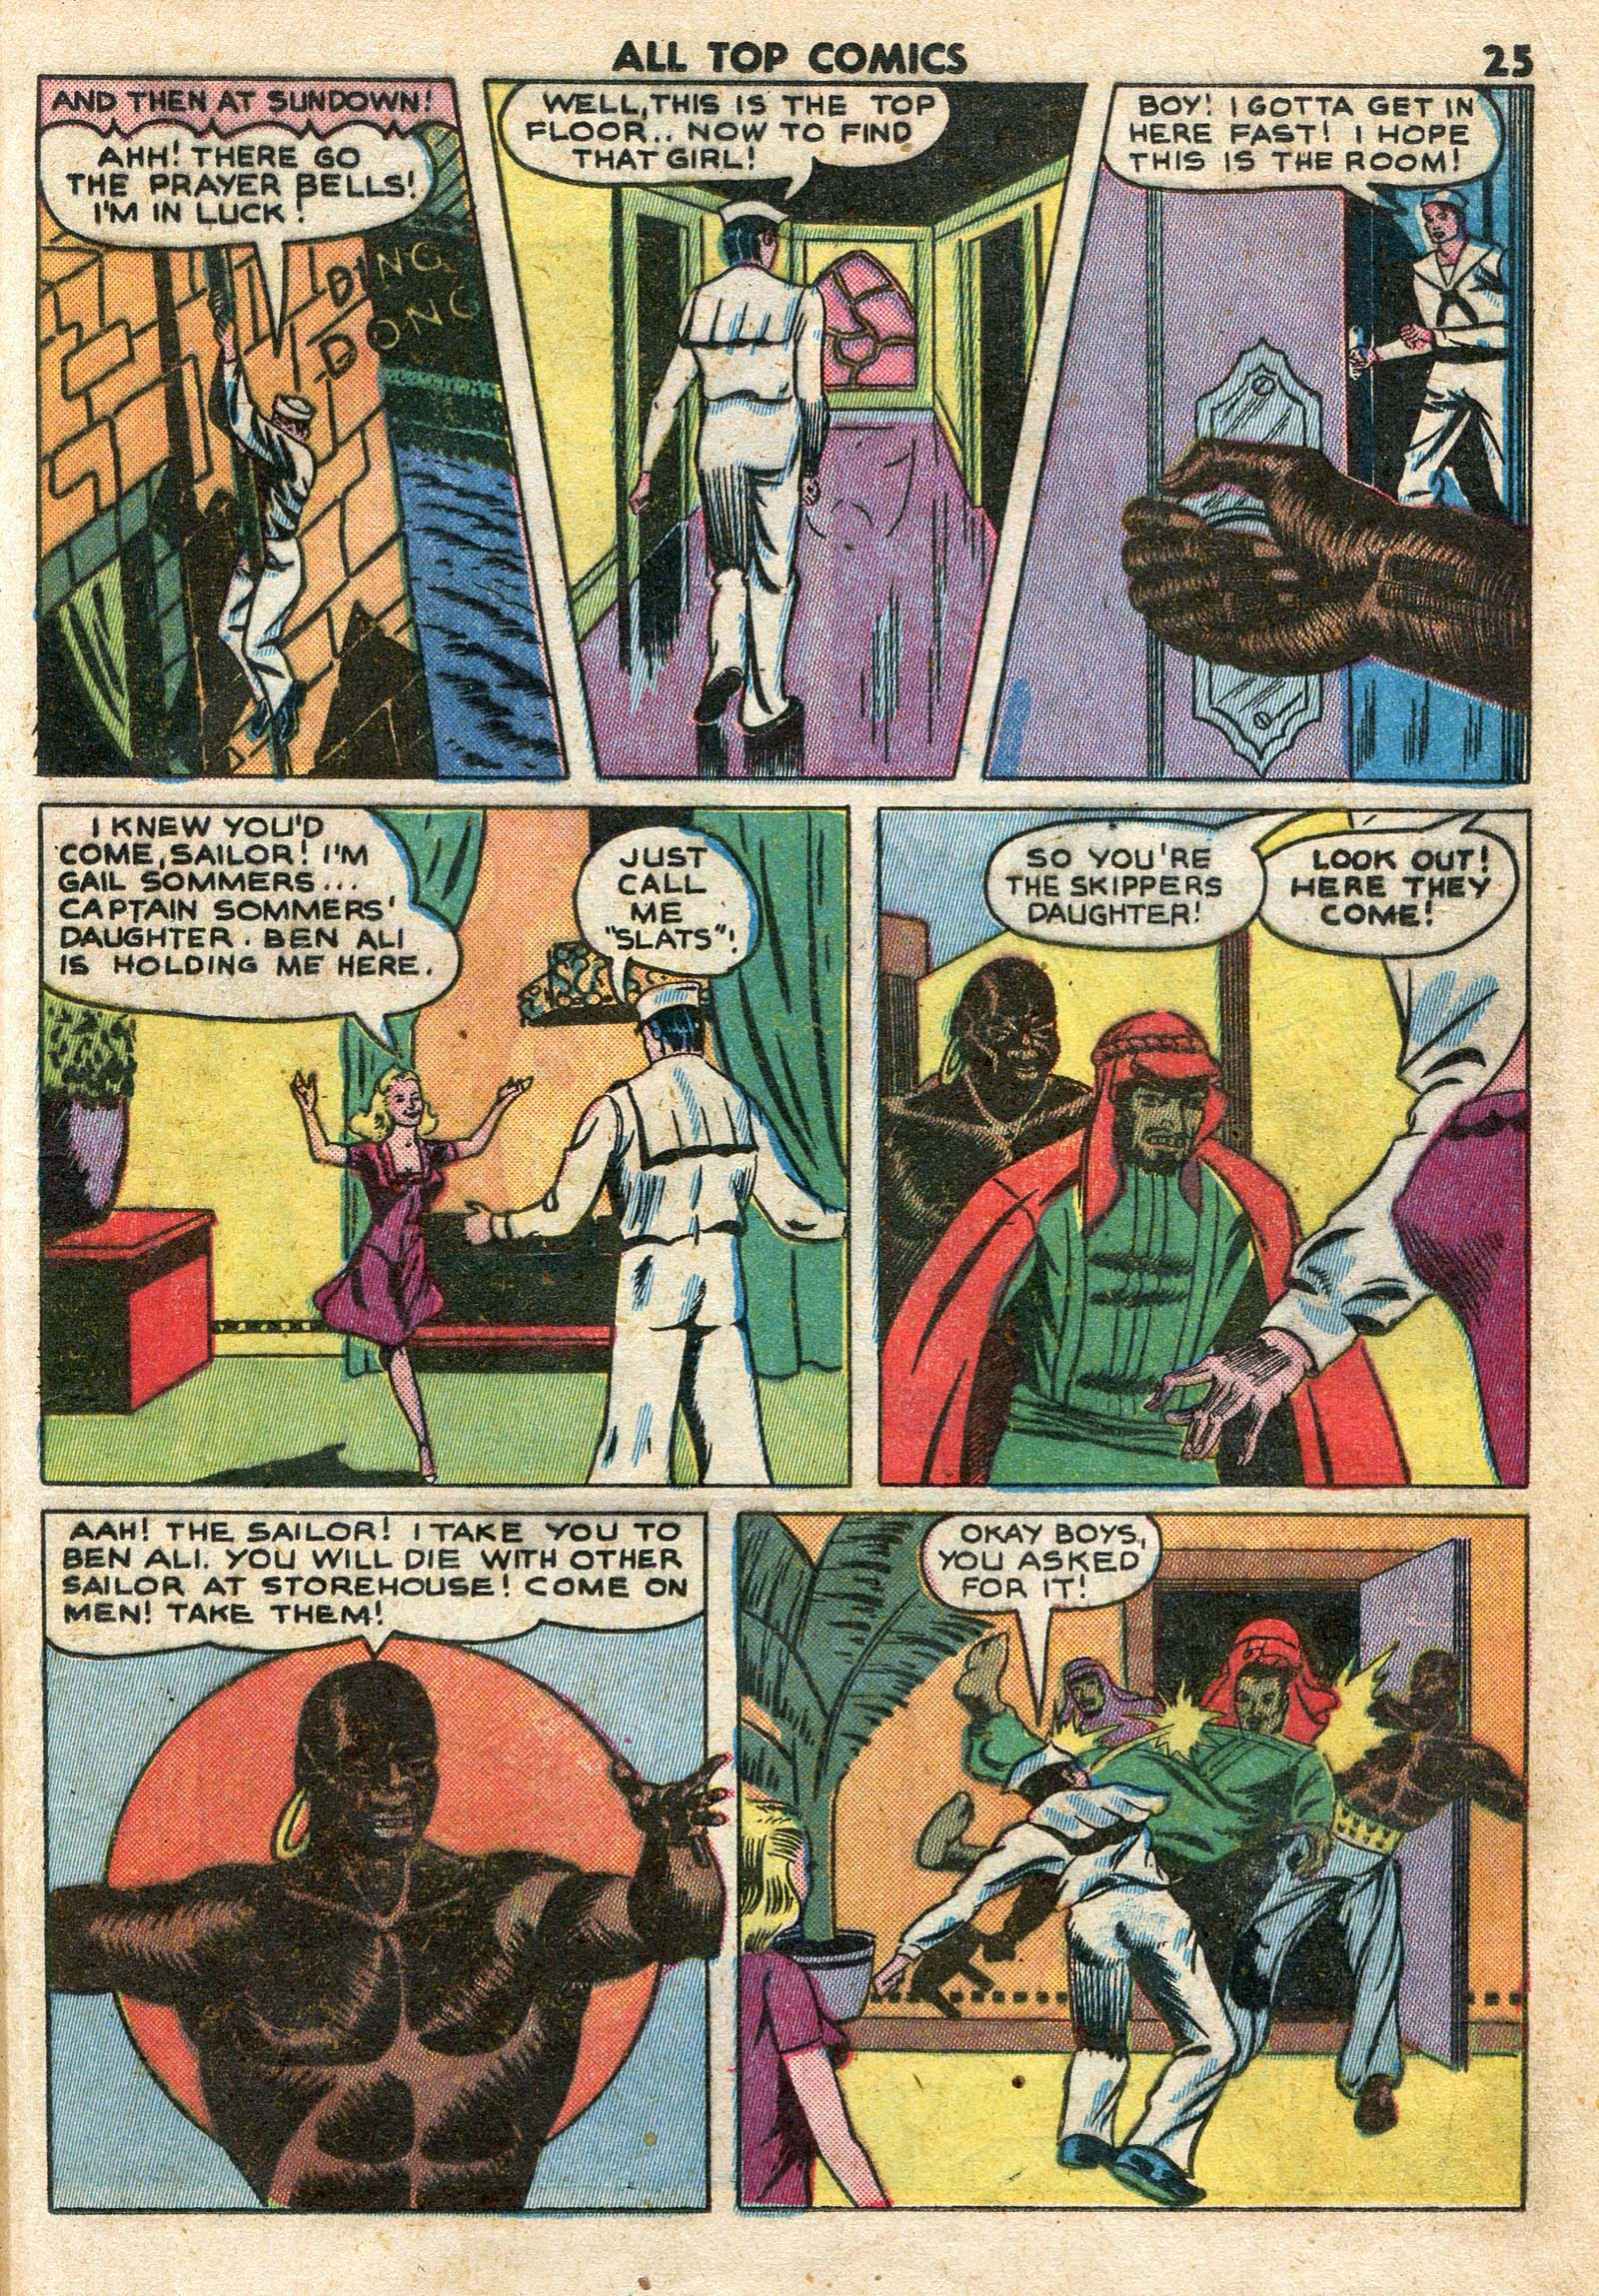 ALL TOP COMICS
25
AND THEN AT SUNDOWN!
AHH! THERE GO
THE PRAYER BELLS!
I'M IN LUCK!
DING
DONG
WELL, THIS IS THE TOP
FLOOR.. NOW TO FIND
THAT GIRL!
BOY! I GOTTA GET IN
HERE FAST! I HOPE
THIS IS THE ROOM!
I KNEW YOU'D
COME, SAILOR! I'M
GAIL SOMMERS...
CAPTAIN SOMMERS'
DAUGHTER. BEN ALI
IS HOLDING ME HERE.
JUST
CALL
ME
"SLATS"!
SO YOU'RE
THE SKIPPERS
DAUGHTER!
LOOK OUT!
HERE THEY
COME!
AAH! THE SAILOR! I TAKE YOU TO
BEN ALI. YOU WILL DIE WITH OTHER
SAILOR AT STOREHOUSE! COME ON
MEN! TAKE THEM!
OKAY BOYS,
YOU ASKED
FOR IT!